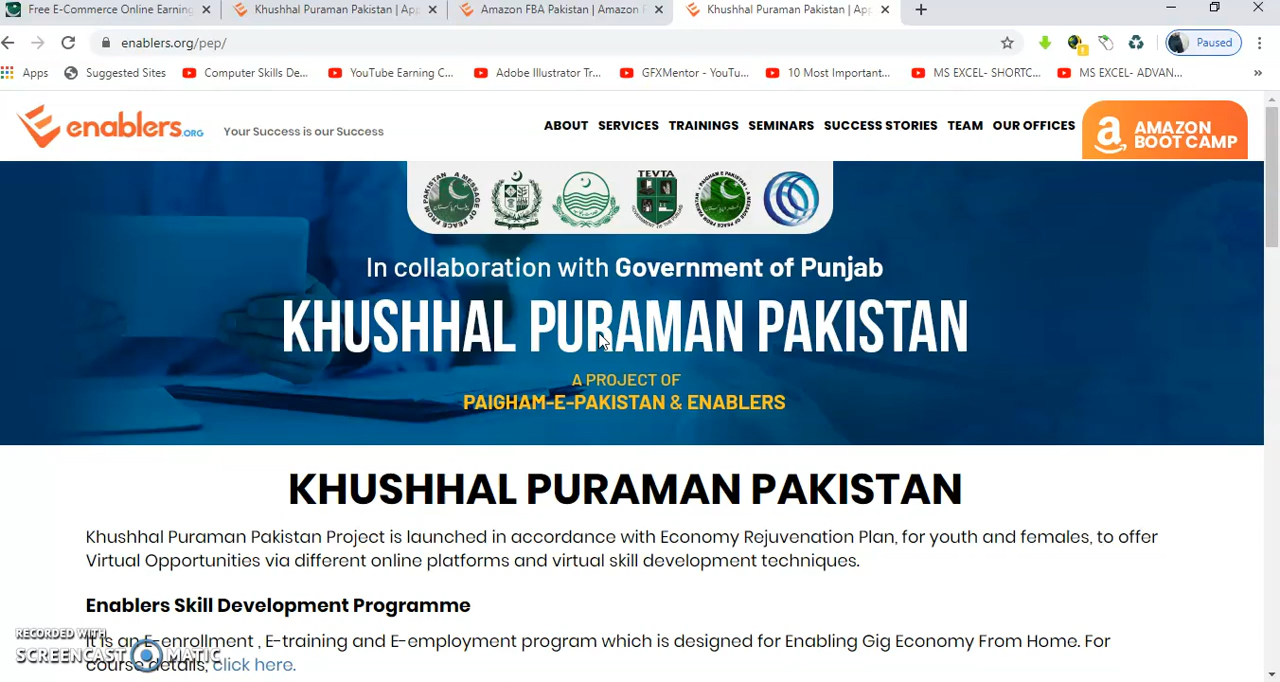 Free E-Commerce Online Earning
Khushhal Puraman Pakistan | App
Amazon FBA Pakistan | Amazon F
Khushhal Puraman Pakistan | App
enablers.org/pep/
Paused
Apps
Suggested Sites
Computer Skills De...
YouTube Earning C...
Adobe Illustrator Tr...
GFXMentor - YouTu...
10 Most Important...
MS EXCEL- SHORTC...
MS EXCEL- ADVAN...
enablers.ORG
Your Success is our Success
ABOUT SERVICES TRAININGS SEMINARS SUCCESS STORIES TEAM OUR OFFICES
AMAZON
BOOT CAMP
TEVTA
In collaboration with Government of Punjab
KHUSHHAL PURAMAN PAKISTAN
A PROJECT OF
PAIGHAM-E-PAKISTAN & ENABLERS
KHUSHHAL PURAMAN PAKISTAN
Khushhal Puraman Pakistan Project is launched in accordance with Economy Rejuvenation Plan, for youth and females, to offer
Virtual Opportunities via different online platforms and virtual skill development techniques.
Enablers Skill Development Programme
It is an E-enrollment , E-training and E-employment program which is designed for Enabling Gig Economy From Home. For
course details, click here.
RECORDED WITH
SCREENCAST MATIC